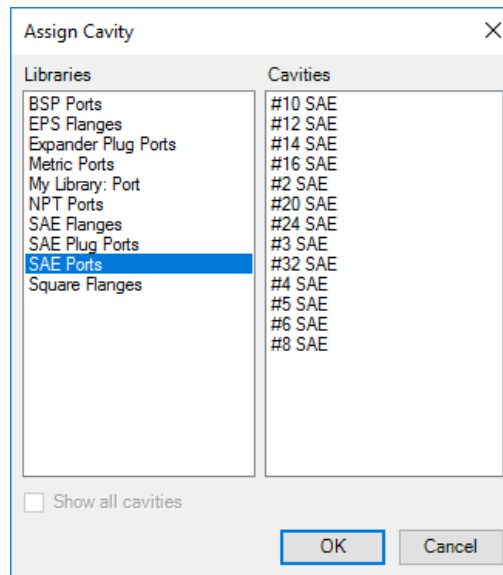 Assign Cavity
Libraries
BSP Ports
EPS Flanges
Expander Plug Ports
Metric Ports
My Library: Port
NPT Ports
SAE Flanges
SAE Plug Ports
SAE Ports
Square Flanges
Cavities
#10 SAE
#12 SAE
#14 SAE
#16 SAE
#2 SAE
#20 SAE
#24 SAE
#3 SAE
#32 SAE
#4 SAE
#5 SAE
#6 SAE
#8 SAE
Show all cavities
OK
Cancel